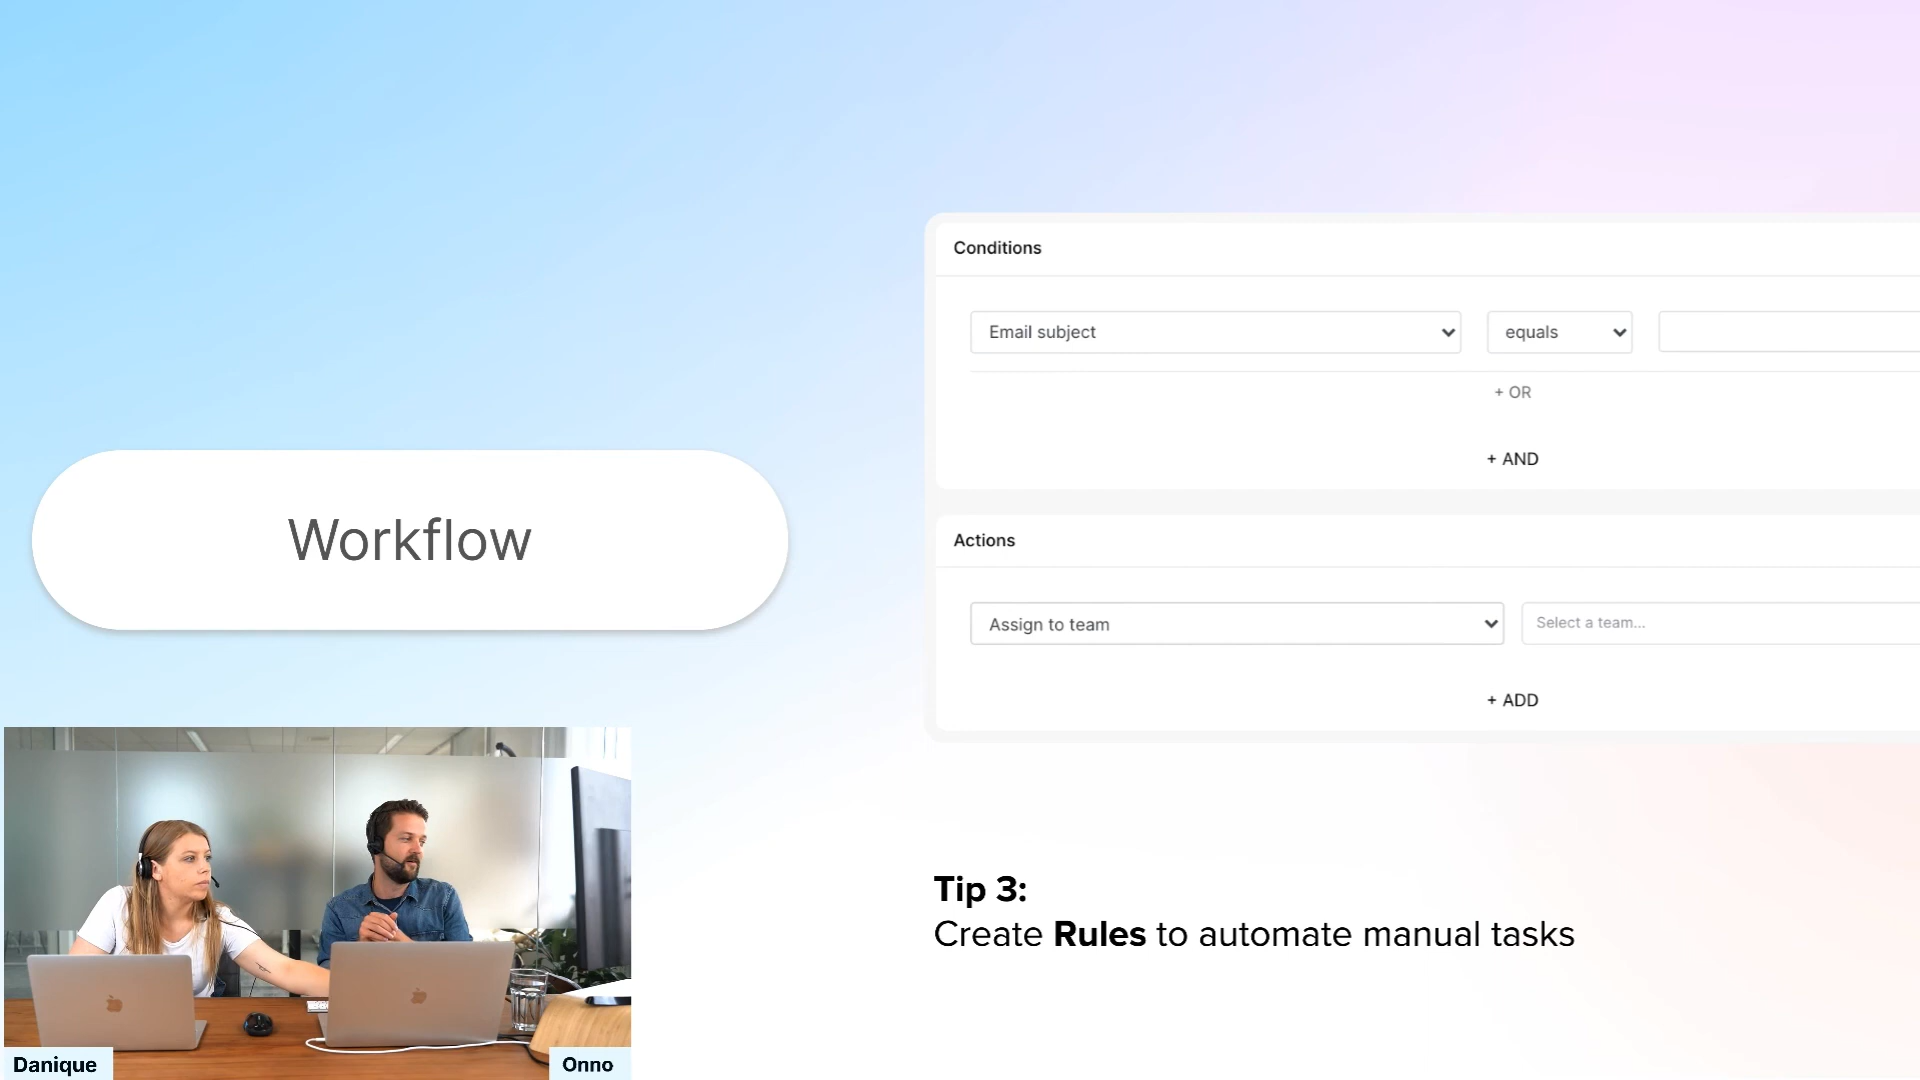 Conditions
Email subject
equals
+ OR
+ AND
Workflow
Actions
Assign to team
Select a team...
+ ADD
Tip 3:
Create Rules to automate manual tasks
Danique
Onno